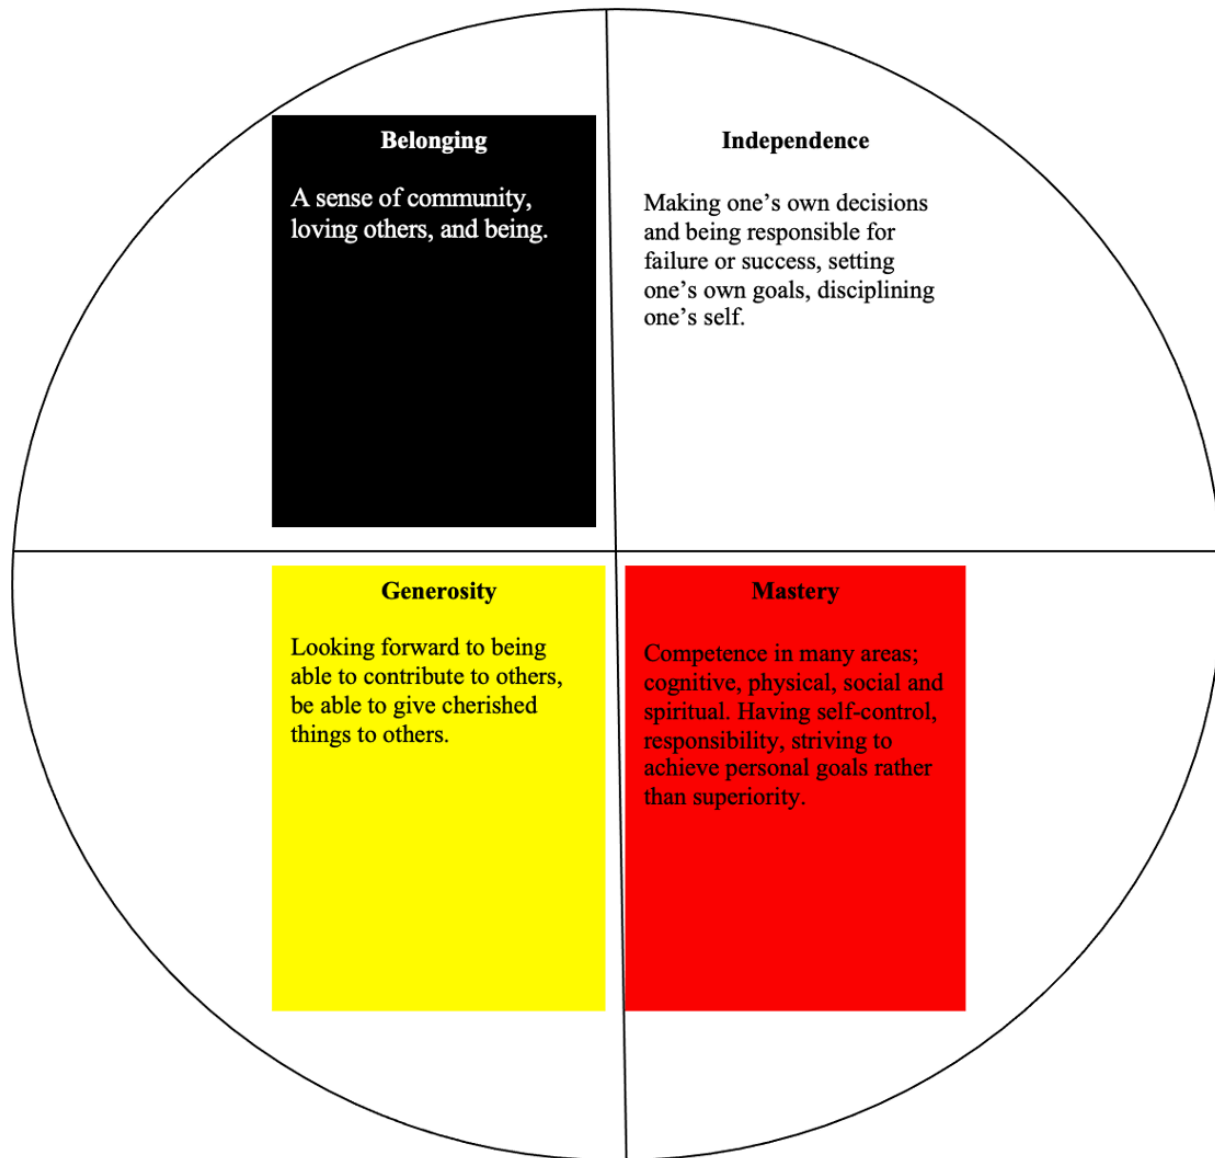 Belonging
A sense of community,
loving others, and being.
Independence
Making one’s own decisions
and being responsible for
failure or success, setting
one’s own goals, disciplining
one’s self.
Generosity
Looking forward to being
able to contribute to others,
be able to give cherished
things to others.
Mastery
Competence in many areas;
cognitive, physical, social and
spiritual. Having self-control,
responsibility, striving to
achieve personal goals rather
than superiority.